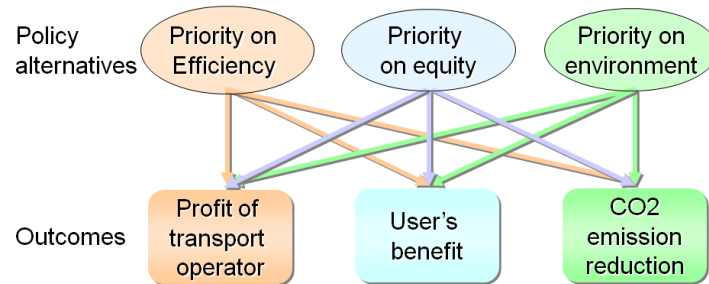 Policy
alternatives
Priority on
Efficiency
Priority
on equity
Priority on
environment
Outcomes
Profit of
transport
operator
User's
benefit
CO2
emission
reduction